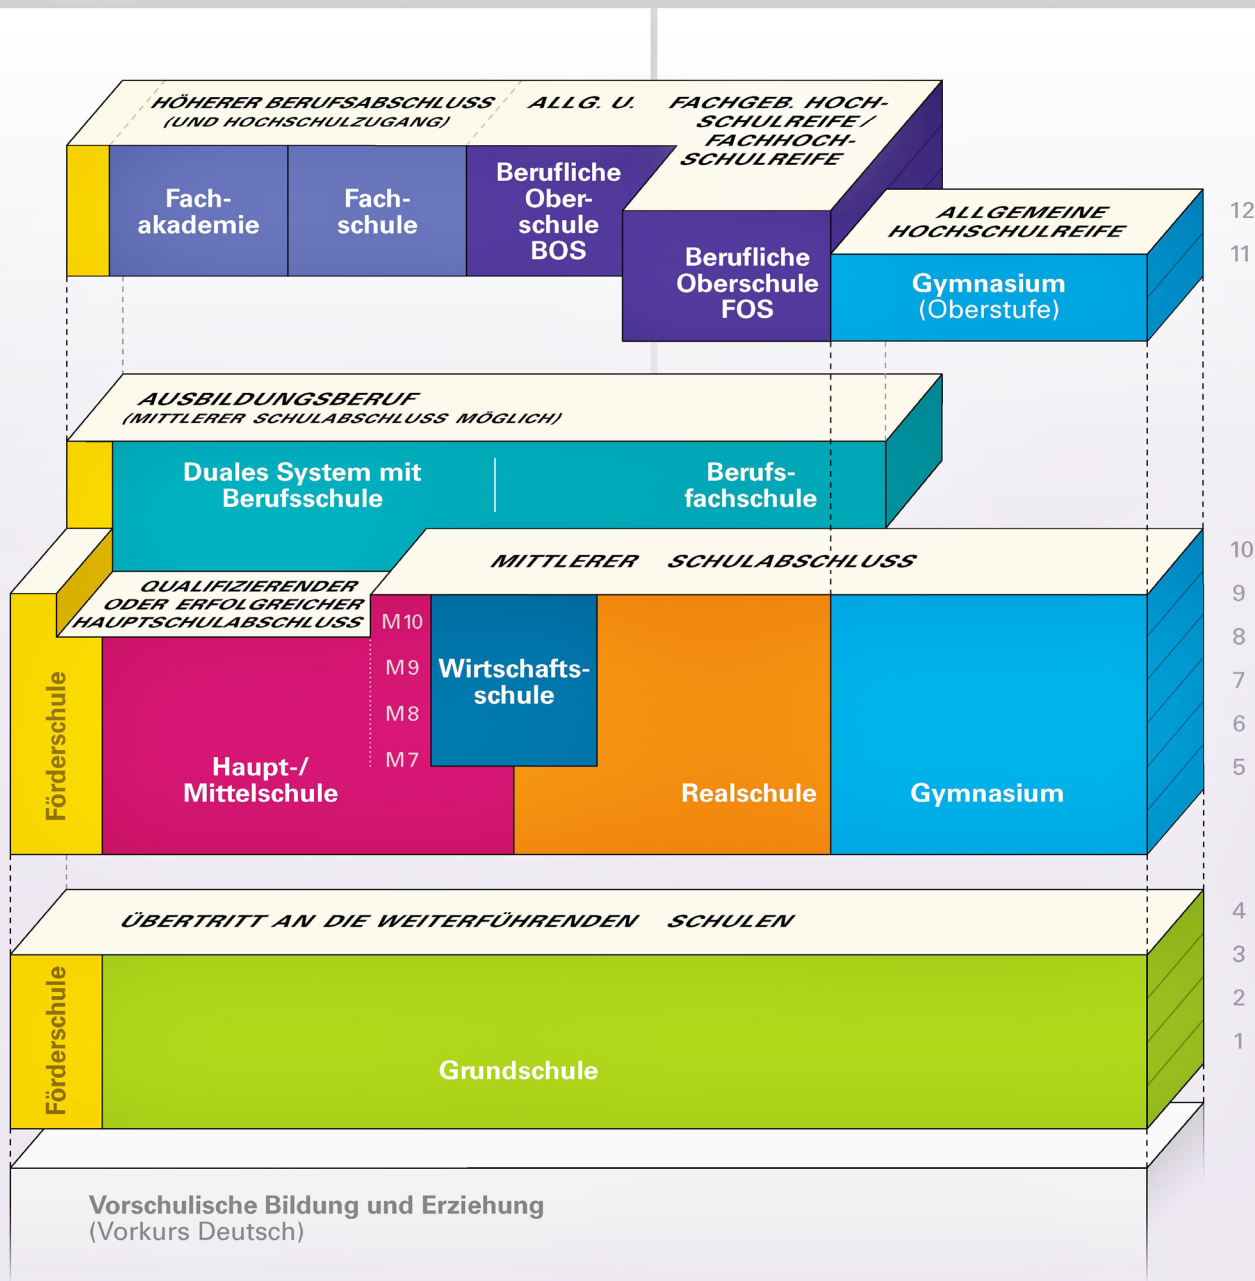 HÖHERER BERUFSABSCHLUSS
(UND HOCHSCHULZUGANG)
ALLG. U. FACHGEB. HOCH-
SCHULREIFE/
FACHHOCH-
SCHULREIFE
Fach-
akademie
Fach-
schule
Berufliche
Ober-
schule
BOS
Berufliche
Oberschule
FOS
ALLGEMEINE
HOCHSCHULREIFE
Gymnasium
(Oberstufe)
12
11
AUSBILDUNGSBERUF
(MITTLERER SCHULABSCHLUSS MÖGLICH)
Duales System mit
Berufsschule
Berufs-
fachschule
MITTLERER SCHULABSCHLUSS
QUALIFIZIERENDER
ODER ERFOLGREICHER
HAUPTSCHULABSCHLUSS
Förderschule
Haupt-/
Mittelschule
M10
M9
M8
M7
Wirtschafts-
schule
Realschule
Gymnasium
10
9
8
7
6
5
ÜBERTRITT AN DIE WEITERFÜHRENDEN SCHULEN
Förderschule
Grundschule
4
3
2
1
Vorschulische Bildung und Erziehung
(Vorkurs Deutsch)